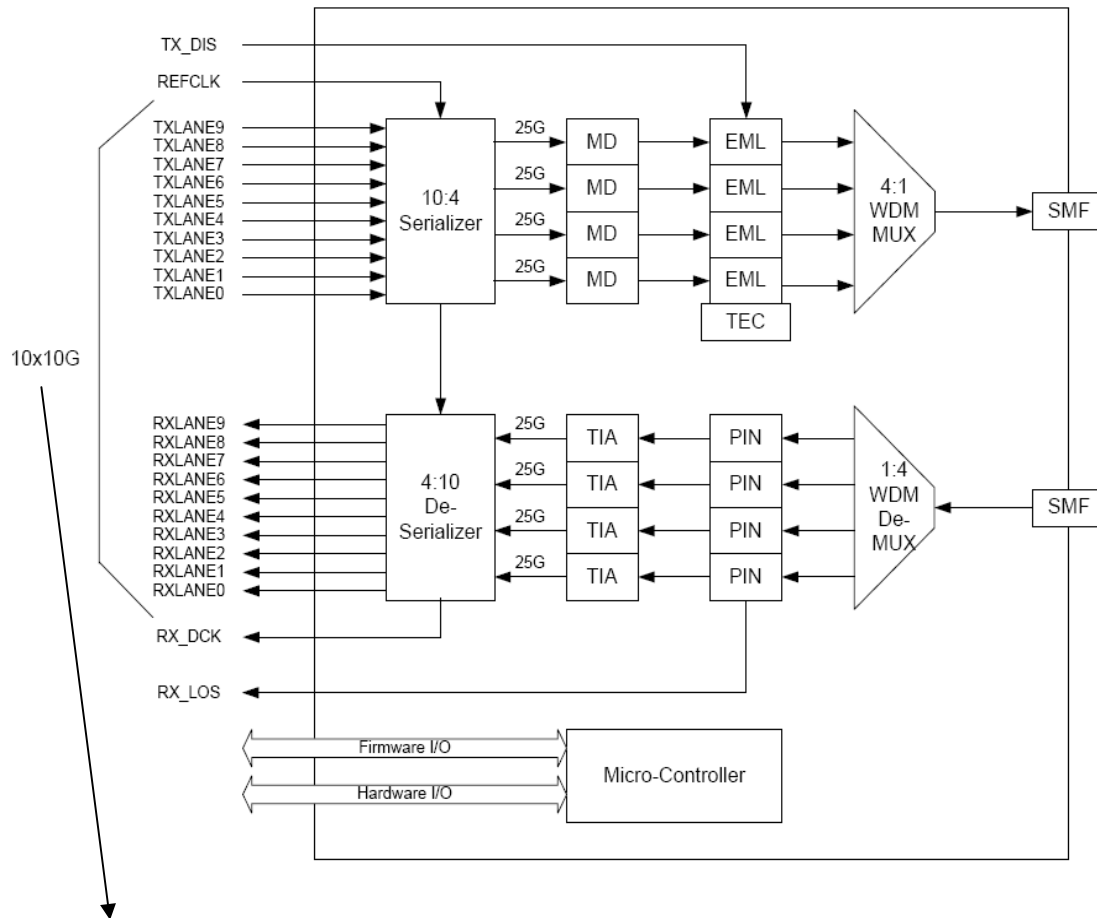 TX_DIS
REFCLK
TXLANE9
TXLANE8
TXLANE7
TXLANE6
TXLANE5
TXLANE4
TXLANE3
TXLANE2
TXLANE1
TXLANE0
10:4
Serializer
25G
25G
25G
25G
MD
MD
MD
MD
EML
EML
EML
EML
TEC
4:1
WDM
MUX
SMF
10x10G
RXLANE9
RXLANE8
RXLANE7
RXLANE6
RXLANE5
RXLANE4
RXLANE3
RXLANE2
RXLANE1
RXLANE0
4:10
De-
Serializer
25G
25G
25G
25G
TIA
TIA
TIA
TIA
PIN
PIN
PIN
PIN
1:4
WDM
De-
MUX
SMF
RX_DCK
RX_LOS
Firmware I/O
Hardware I/O
Micro-Controller